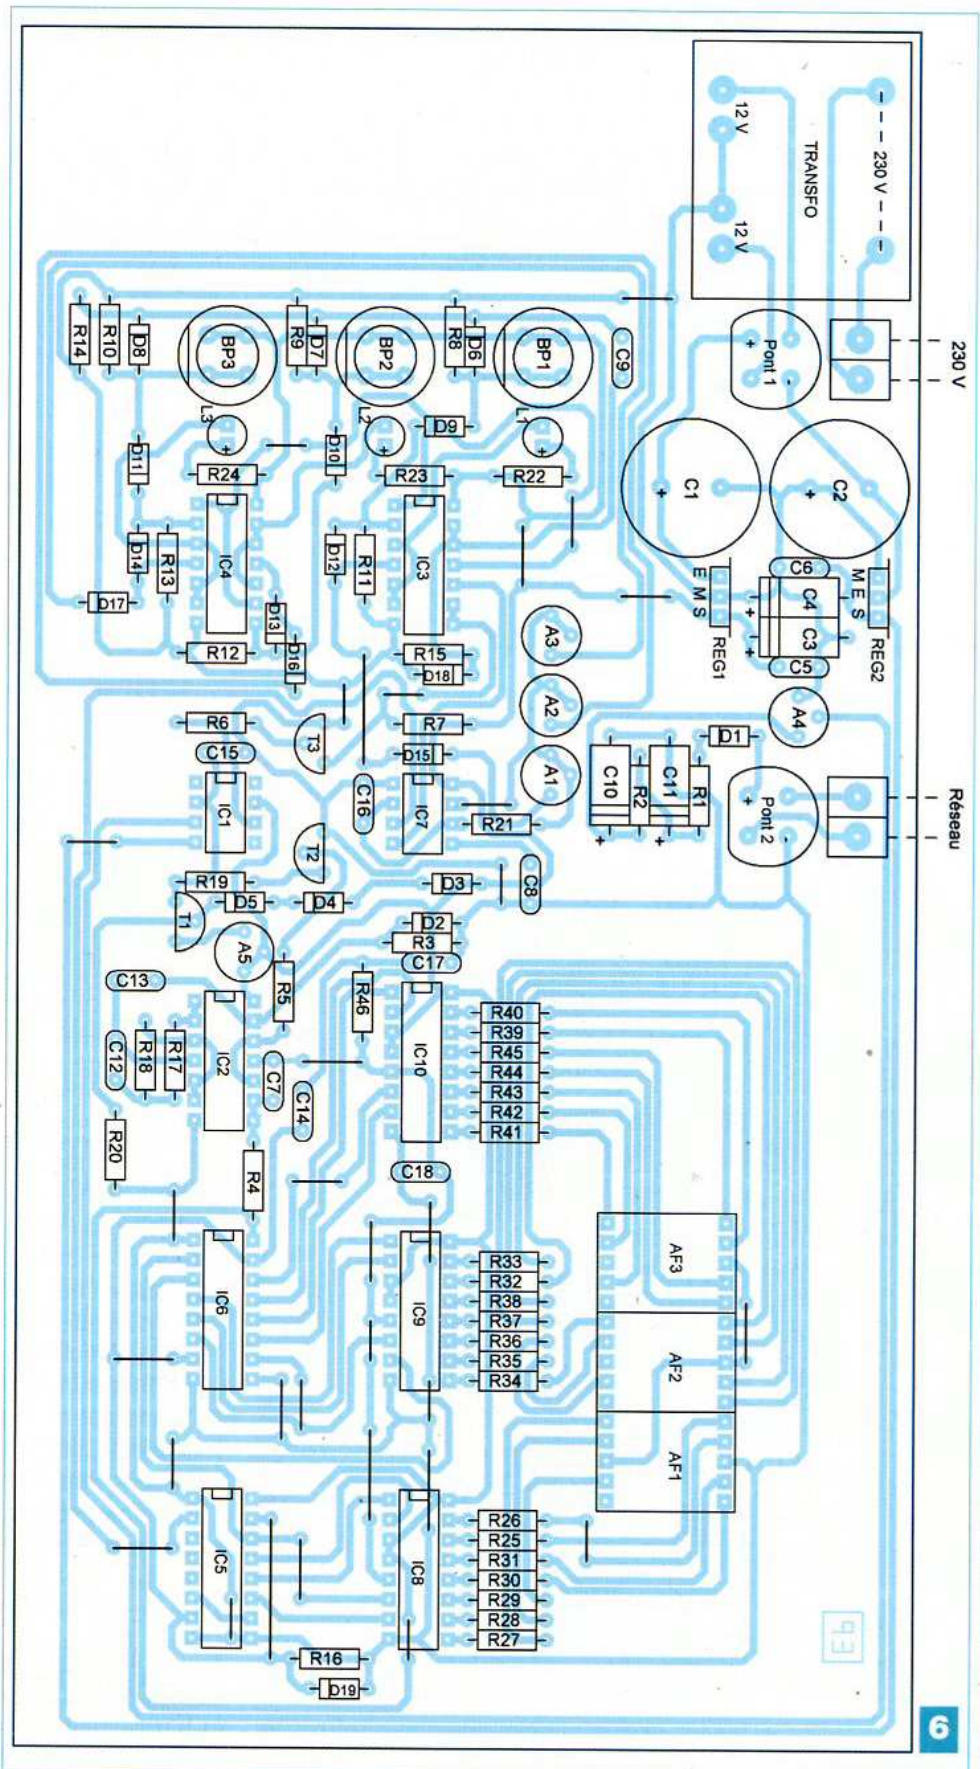 230 V
--- 230 V ---
TRANSFO
12 V
12 V
Pont 1
+
-
C2
+
C1
+
C9
M E S
REG2
E M S
REG1
C6
C4
+
C3
+
C5
A4
Réseau
Pont 2
+
-
D1
R1
C11
+
R2
C10
+
A3
A2
A1
BP1
L1
+
D6
R8
BP2
L2
+
D7
R9
BP3
L3
+
D8
R10
R14
D9
D10
D11
R22
R23
R24
IC3
IC4
R11
D12
R13
D14
D17
D13
D16
R12
R15
D18
R7
D15
R6
C15
T3
C16
IC7
IC1
R21
T2
C8
D3
R19
D5
D4
T1
A5
D2
R3
C17
C13
R5
R46
IC2
IC10
R18
R17
C12
C7
C14
R20
R4
C18
R40
R39
R45
R44
R43
R42
R41
AF3
AF2
AF1
R33
R32
R38
R37
R36
R35
R34
IC6
IC9
R26
R25
R31
R30
R29
R28
R27
IC5
IC8
R16
D19
6